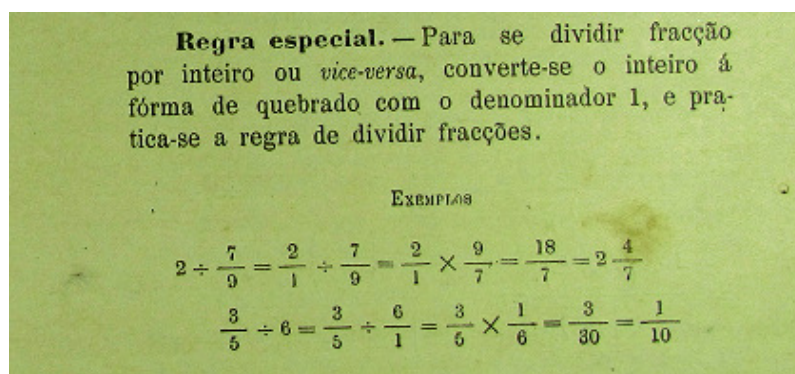 Regra especial. — Para se dividir fracção
por inteiro ou vice-versa, converte-se o inteiro á
fórma de quebrado com o denominador 1, e pra-
tica-se a regra de dividir fracções.
Exemplos
2 ÷ 7/9 = 2/1 ÷ 7/9 = 2/1 × 9/7 = 18/7 = 2 4/7
3/5 ÷ 6 = 3/5 ÷ 6/1 = 3/5 × 1/6 = 3/30 = 1/10